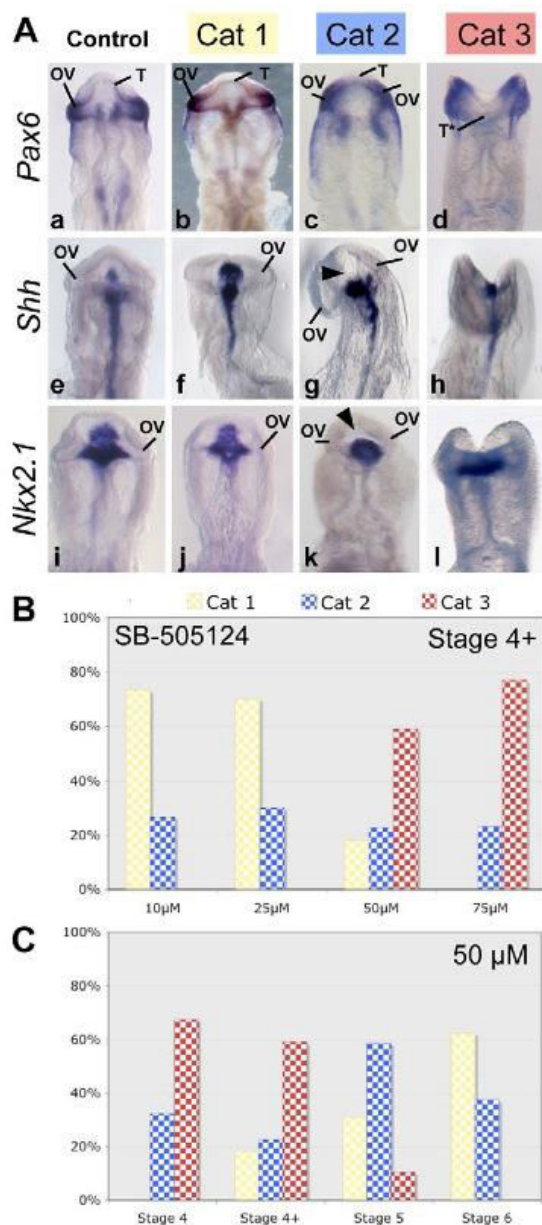 A Control Cat 1 Cat 2 Cat 3
Pax6
OV T OV T T OV OV T*
a b c d
Shh
OV OV OV OV
e f g h
Nkx2.1
OV OV OV OV
i j k l
B Cat 1 Cat 2 Cat 3
SB-505124 Stage 4+
100%
80%
60%
40%
20%
0%
10µM 25µM 50µM 75µM
C
50 µM
100%
80%
60%
40%
20%
0%
Stage 4 Stage 4+ Stage 5 Stage 6